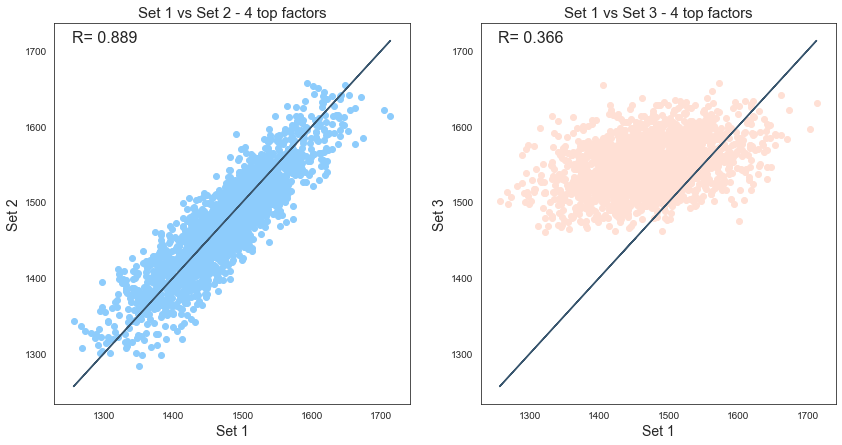 Set 1 vs Set 2 - 4 top factors
R= 0.889
1700
1600
1500
1400
1300
Set 2
1300 1400 1500 1600 1700
Set 1
Set 1 vs Set 3 - 4 top factors
R= 0.366
1700
1600
1500
1400
1300
Set 3
1300 1400 1500 1600 1700
Set 1